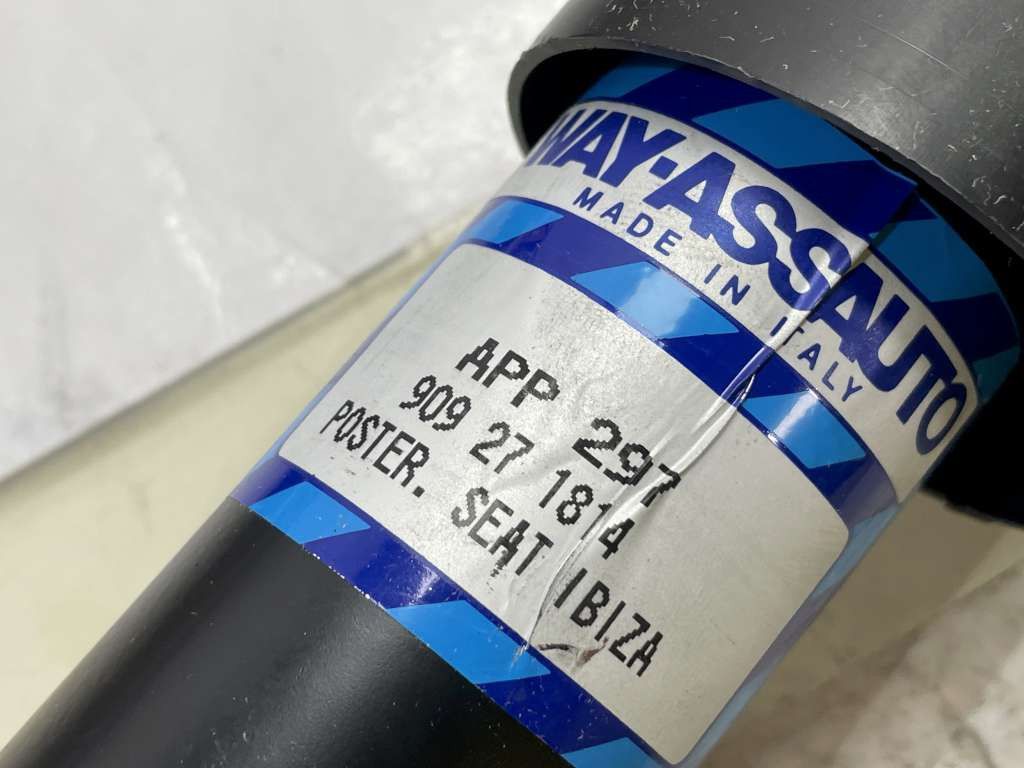 WAY-ASSAUTO
MADE IN ITALY
APP 297
909 27 1814
POSTER. SEAT IBIZA